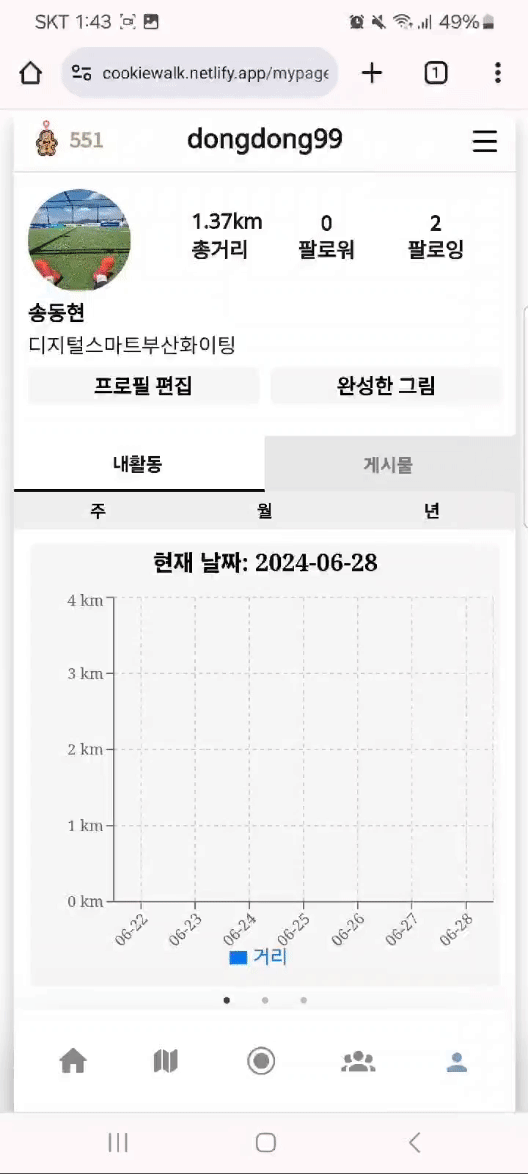 SKT 1:43 49%
cookiewalk.netlify.app/mypage
1
551 dongdong99
1.37km 0 2
총거리 팔로워 팔로잉
송동현
디지털스마트부산화이팅
프로필 편집 완성한 그림
내활동 게시물
주 월 년
현재 날짜: 2024-06-28
4 km
3 km
2 km
1 km
0 km
06-22 06-23 06-24 06-25 06-26 06-27 06-28
거리